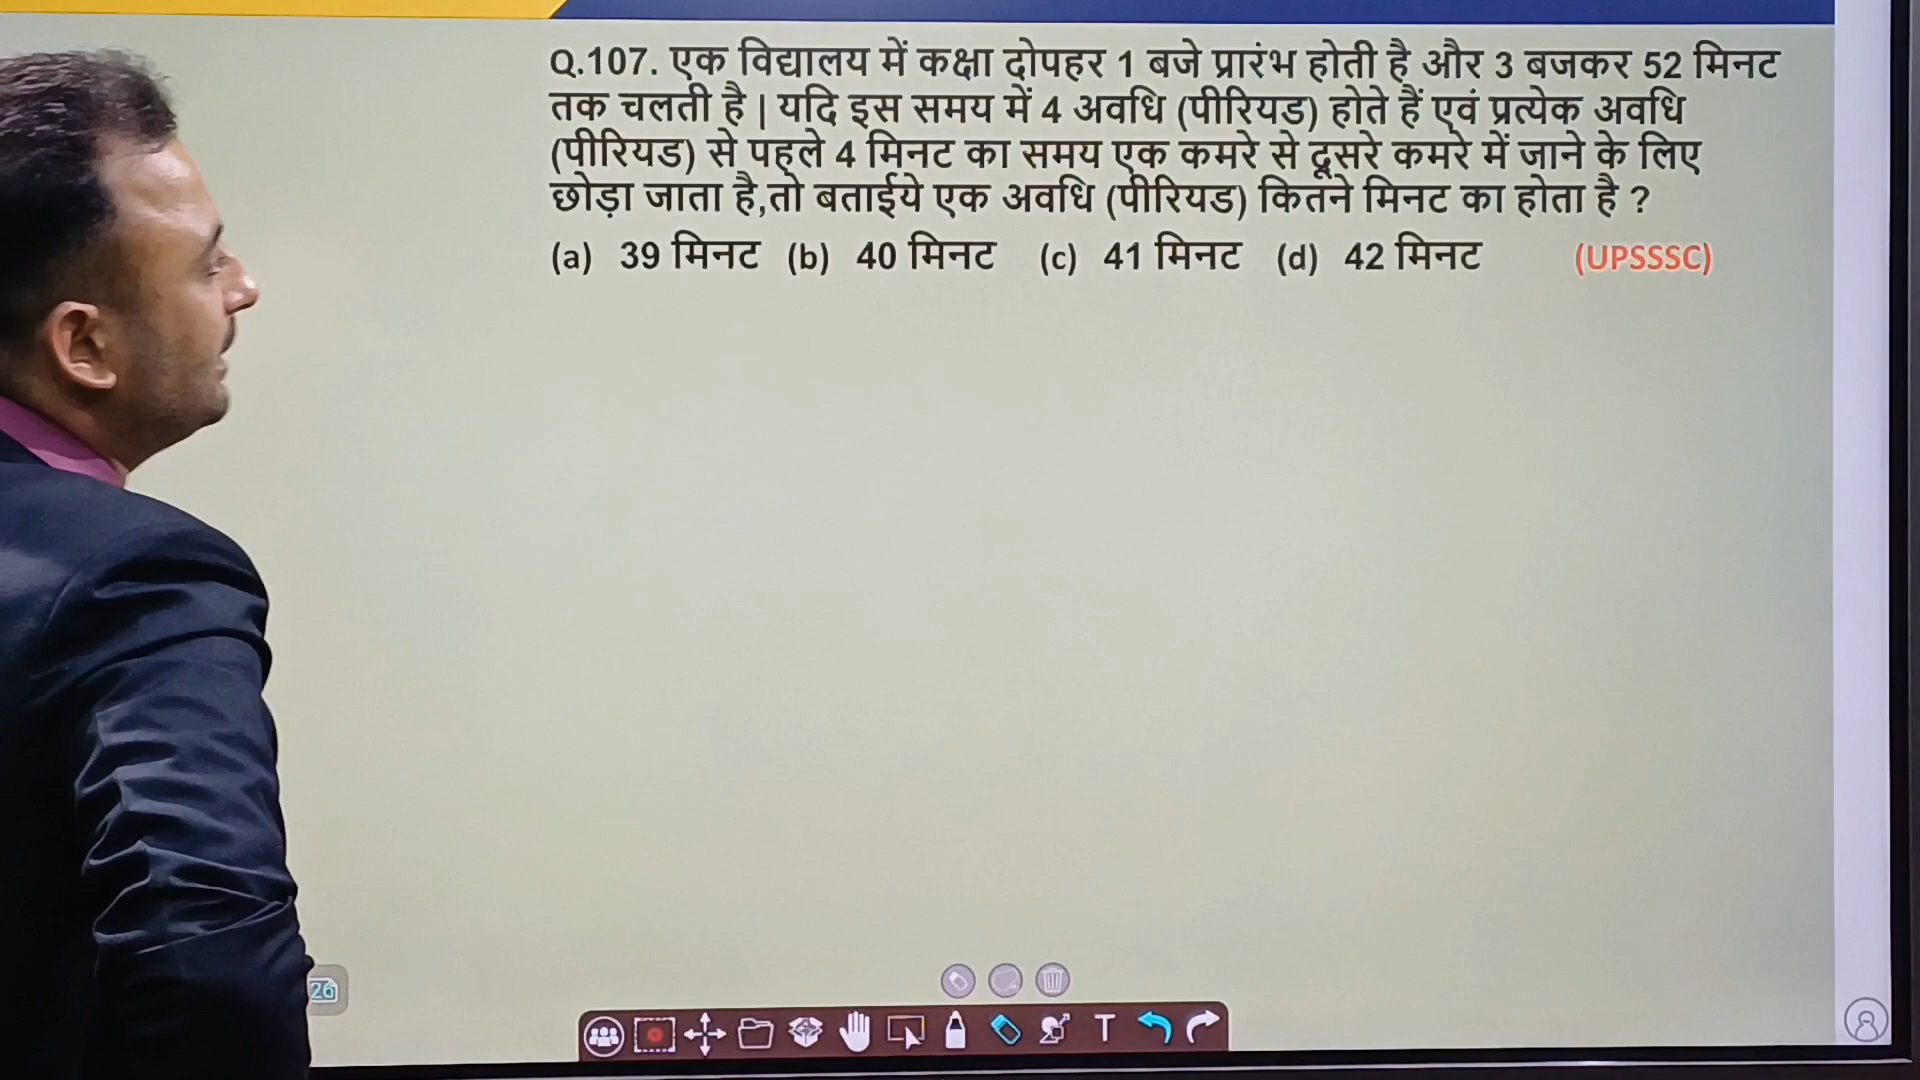 Q.107. एक विद्यालय में कक्षा दोपहर 1 बजे प्रारंभ होती है और 3 बजकर 52 मिनट
तक चलती है | यदि इस समय में 4 अवधि (पीरियड) होते हैं एवं प्रत्येक अवधि
(पीरियड) से पहले 4 मिनट का समय एक कमरे से दूसरे कमरे में जाने के लिए
छोड़ा जाता है,तो बताईये एक अवधि (पीरियड) कितने मिनट का होता है ?
(a) 39 मिनट (b) 40 मिनट (c) 41 मिनट (d) 42 मिनट (UPSSSC)
26
T